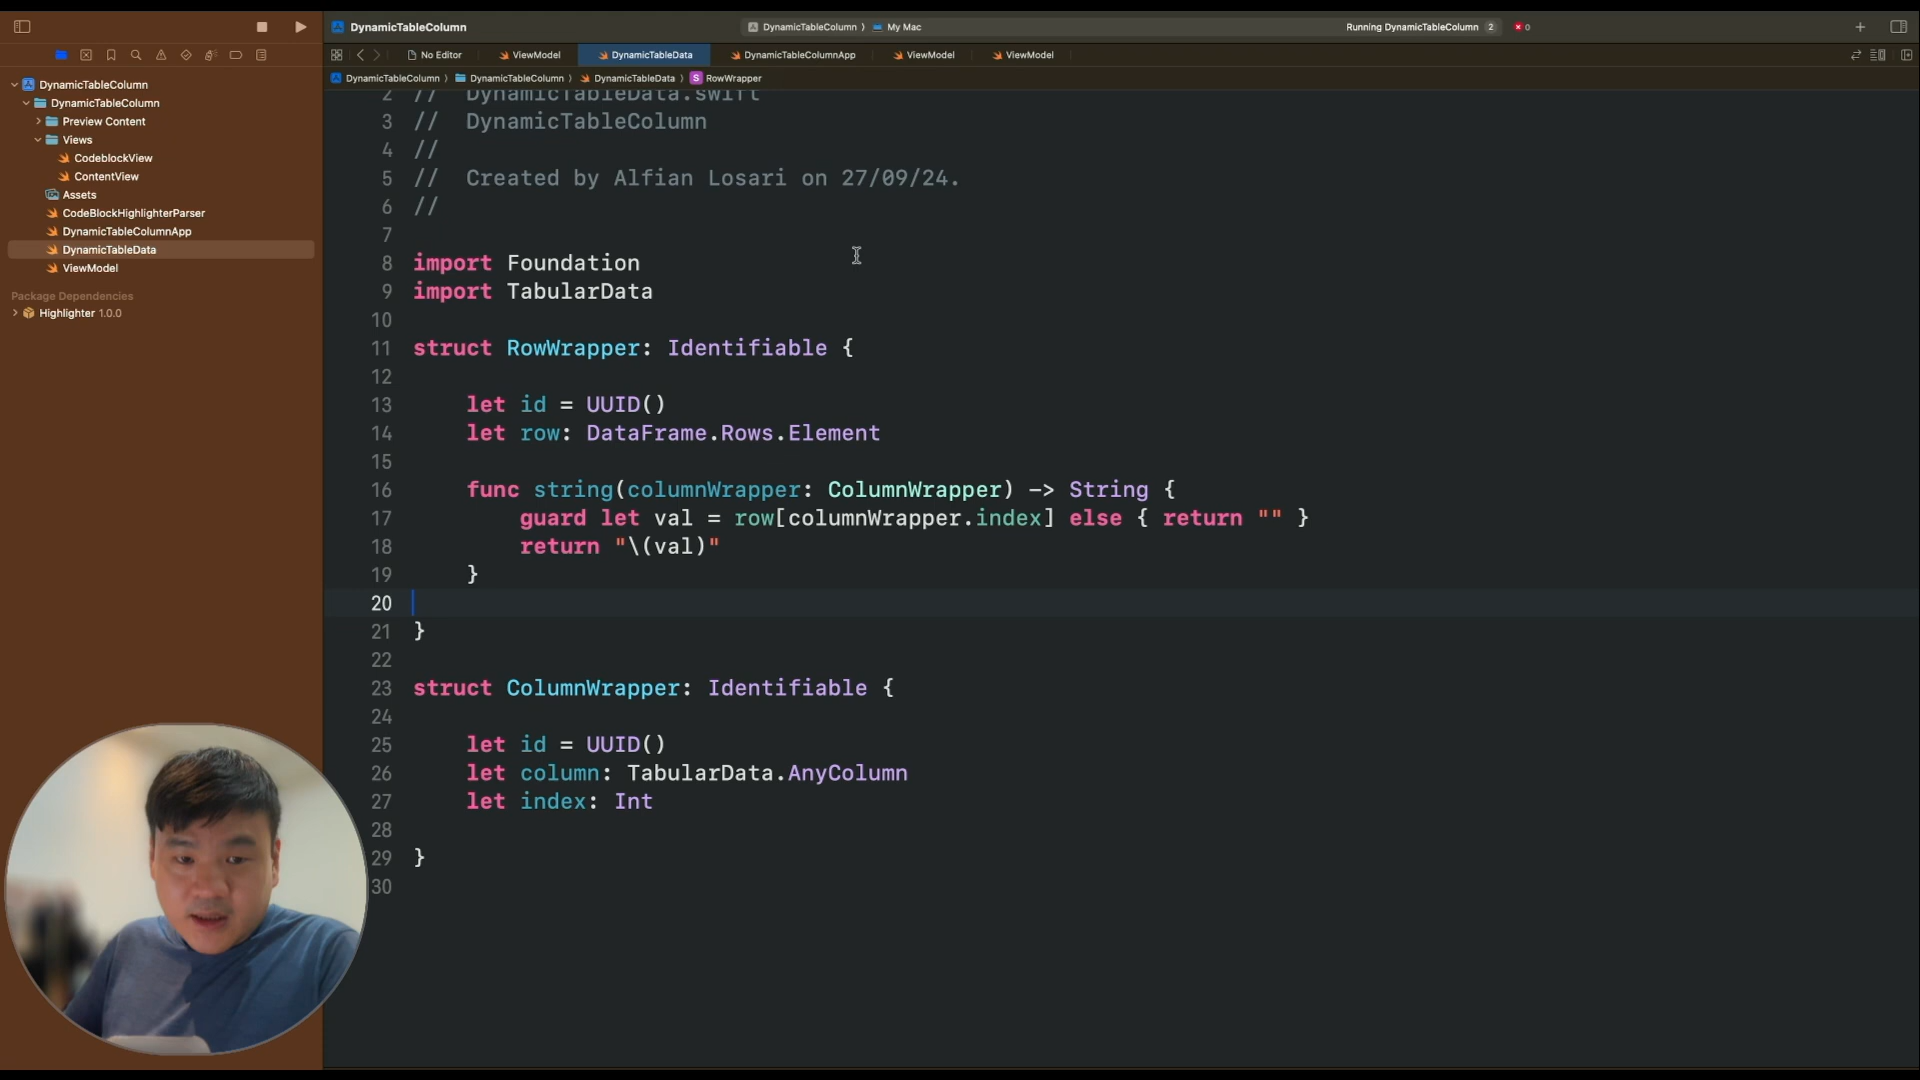 DynamicTableColumn
DynamicTableColumn ⟩ My Mac
Running DynamicTableColumn 2
0
No Editor
ViewModel
DynamicTableData
DynamicTableColumnApp
ViewModel
ViewModel
DynamicTableColumn ⟩ DynamicTableColumn ⟩ DynamicTableData ⟩ S RowWrapper
DynamicTableColumn
DynamicTableColumn
Preview Content
Views
CodeblockView
ContentView
Assets
CodeBlockHighlighterParser
DynamicTableColumnApp
DynamicTableData
ViewModel
Package Dependencies
Highlighter 1.0.0
2 // DynamicTableData.swift
3 // DynamicTableColumn
4 //
5 // Created by Alfian Losari on 27/09/24.
6 //
7
8 import Foundation
9 import TabularData
10
11 struct RowWrapper: Identifiable {
12
13 let id = UUID()
14 let row: DataFrame.Rows.Element
15
16 func string(columnWrapper: ColumnWrapper) -> String {
17 guard let val = row[columnWrapper.index] else { return "" }
18 return "\(val)"
19 }
20
21 }
22
23 struct ColumnWrapper: Identifiable {
24
25 let id = UUID()
26 let column: TabularData.AnyColumn
27 let index: Int
28
29 }
30